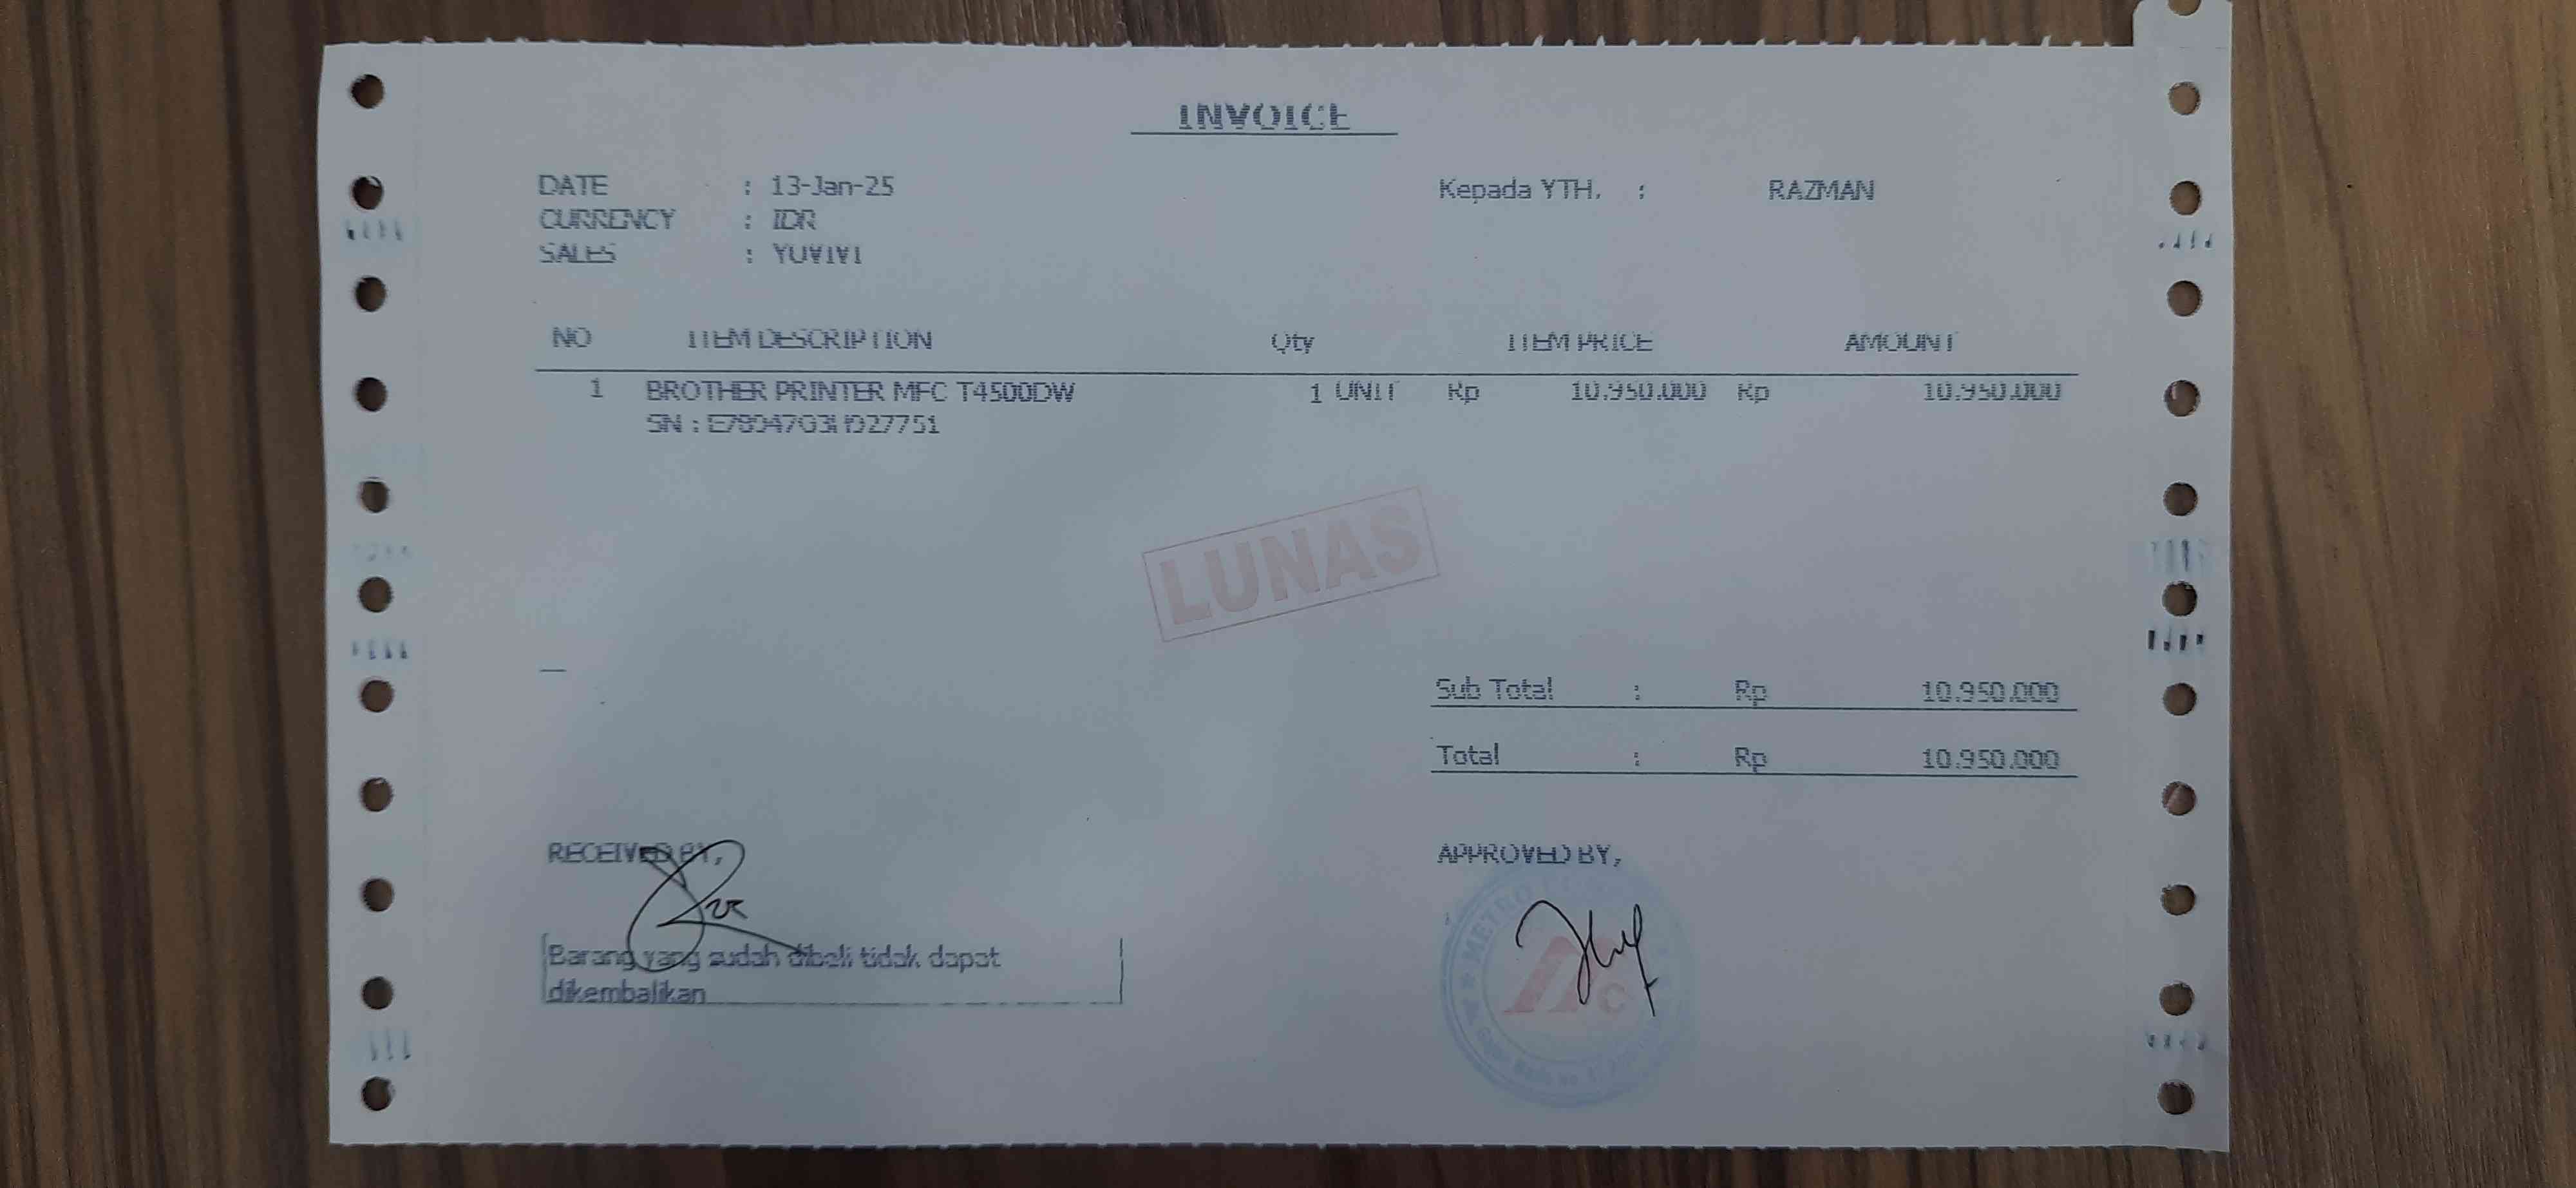 INVOICE
DATE : 13-Jan-25
Kepada YTH. : RAZMAN
CURRENCY : IDR
SALES : YUVIVI
NO ITEM DESCRIPTION Qty ITEM PRICE AMOUNT
1 BROTHER PRINTER MFC T4500DW 1 UNIT Rp 10.950.000 Rp 10.950.000
SN :
LUNAS
Sub Total : Rp 10.950.000
Total : Rp 10.950.000
RECEIVED BY,
APPROVED BY,
Barang yang sudah dibeli tidak dapat
dikembalikan
METRO
C